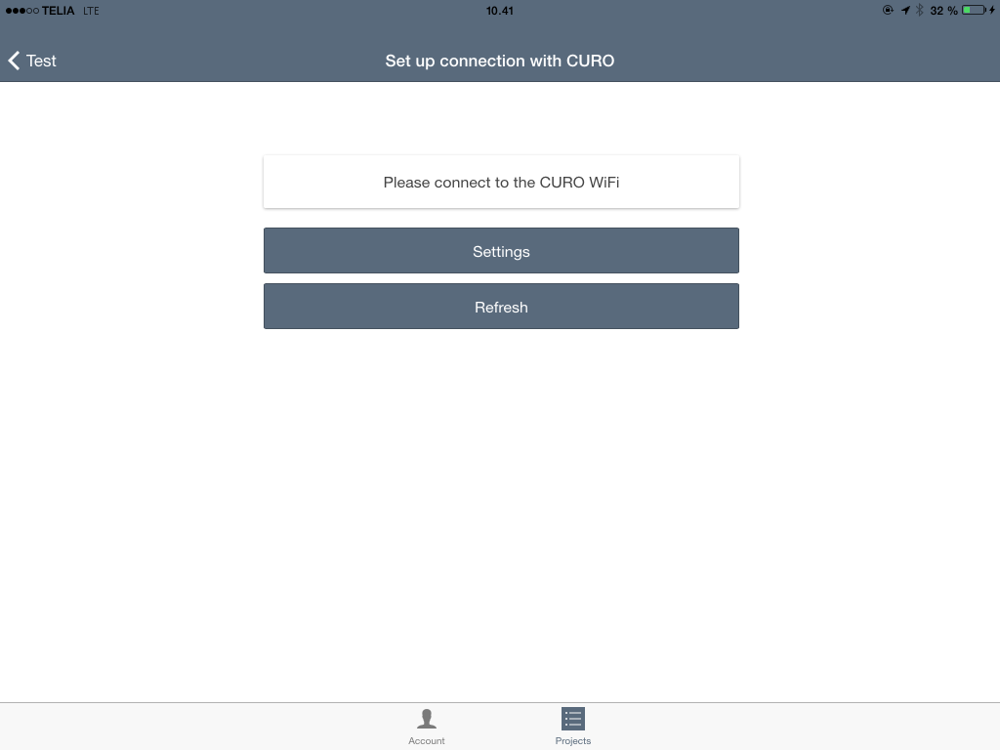 TELIA LTE 10.41 32 %
Test Set up connection with CURO
Please connect to the CURO WiFi
Settings
Refresh
Account Projects